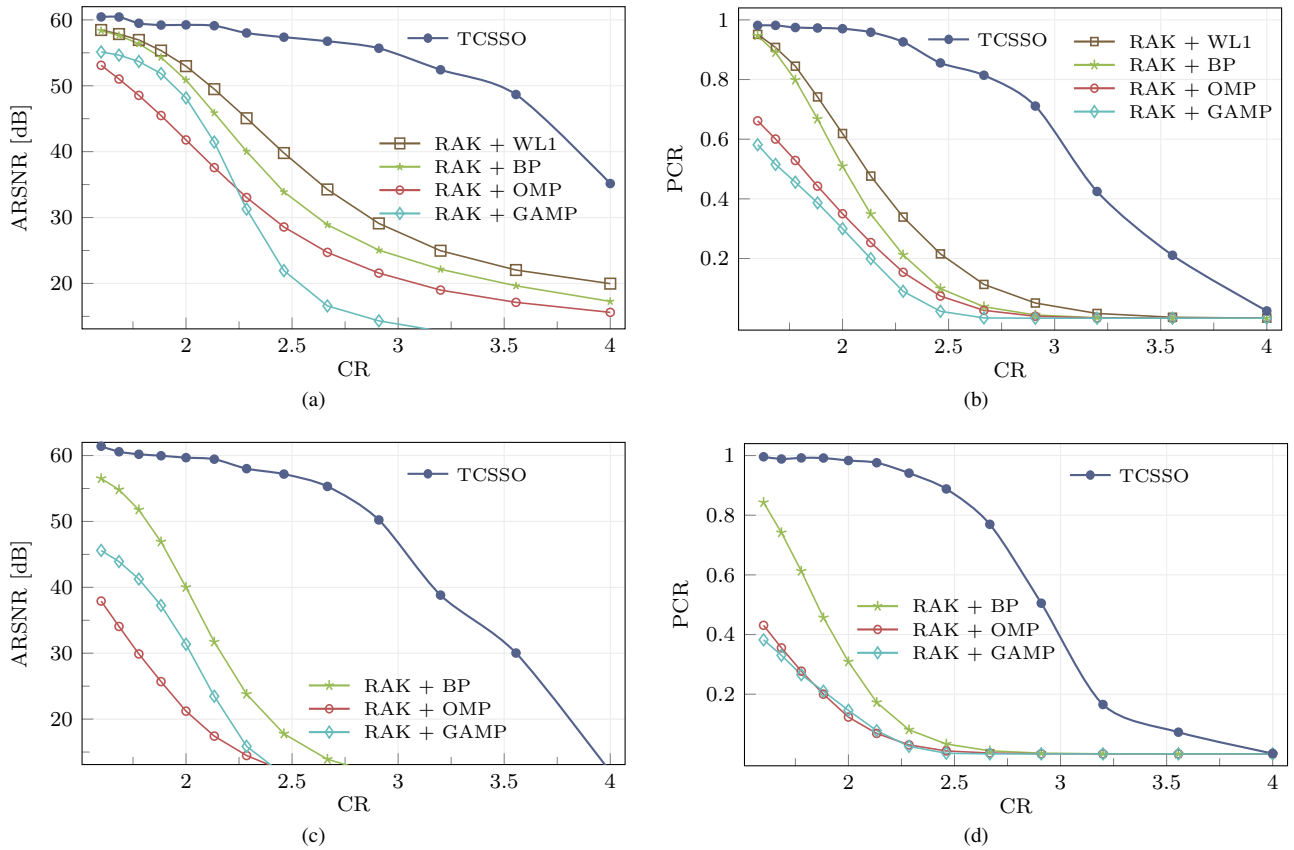 60
50
40
30
20
ARSNR [dB]
TCSSO
RAK + WL1
RAK + BP
RAK + OMP
RAK + GAMP
2
2.5
3
3.5
4
CR
(a)
1
0.8
0.6
0.4
0.2
PCR
TCSSO
RAK + WL1
RAK + BP
RAK + OMP
RAK + GAMP
2
2.5
3
3.5
4
CR
(b)
60
50
40
30
20
ARSNR [dB]
TCSSO
RAK + BP
RAK + OMP
RAK + GAMP
2
2.5
3
3.5
4
CR
(c)
1
0.8
0.6
0.4
0.2
PCR
TCSSO
RAK + BP
RAK + OMP
RAK + GAMP
2
2.5
3
3.5
4
CR
(d)